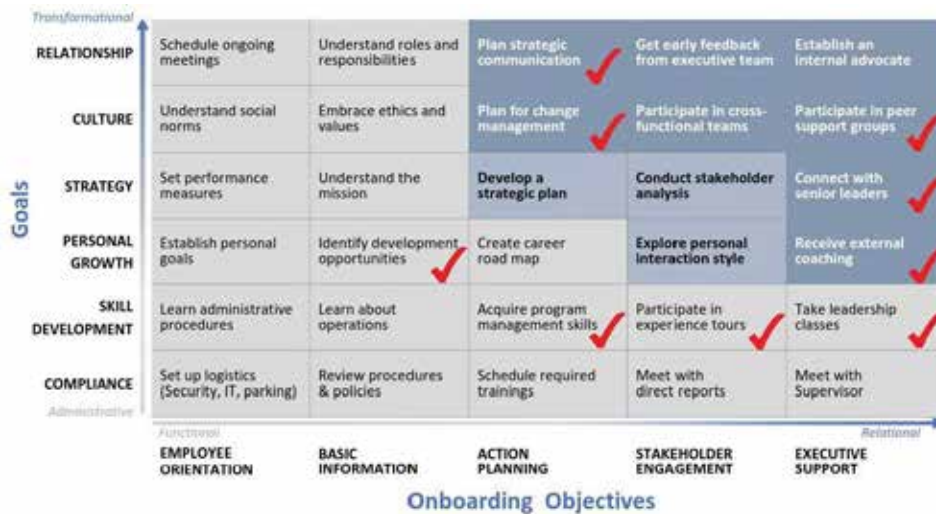 Transformational
RELATIONSHIP
Schedule ongoing
meetings
Understand roles and
responsibilities
Plan strategic
communication
Get early feedback
from executive team
Establish an
internal advocate
CULTURE
Understand social
norms
Embrace ethics and
values
Plan for change
management
Participate in cross-
functional teams
Participate in peer
support groups
STRATEGY
Set performance
measures
Understand the
mission
Develop a
strategic plan
Conduct stakeholder
analysis
Connect with
senior leaders
PERSONAL
GROWTH
Establish personal
goals
Identify development
opportunities
Create career
road map
Explore personal
interaction style
Receive external
coaching
SKILL
DEVELOPMENT
Learn administrative
procedures
Learn about
operations
Acquire program
management skills
Participate in
experience tours
Take leadership
classes
COMPLIANCE
Set up logistics
(Security, IT, parking)
Review procedures
& policies
Schedule required
trainings
Meet with
direct reports
Meet with
Supervisor
Administrative
Goals
Functional
Relational
EMPLOYEE
ORIENTATION
BASIC
INFORMATION
ACTION
PLANNING
STAKEHOLDER
ENGAGEMENT
EXECUTIVE
SUPPORT
Onboarding Objectives